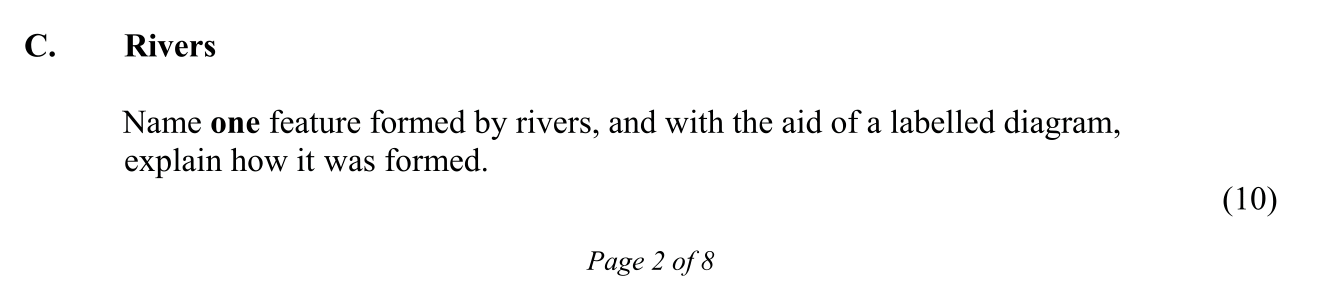 C. Rivers
Name one feature formed by rivers, and with the aid of a labelled diagram,
explain how it was formed.
(10)
Page 2 of 8